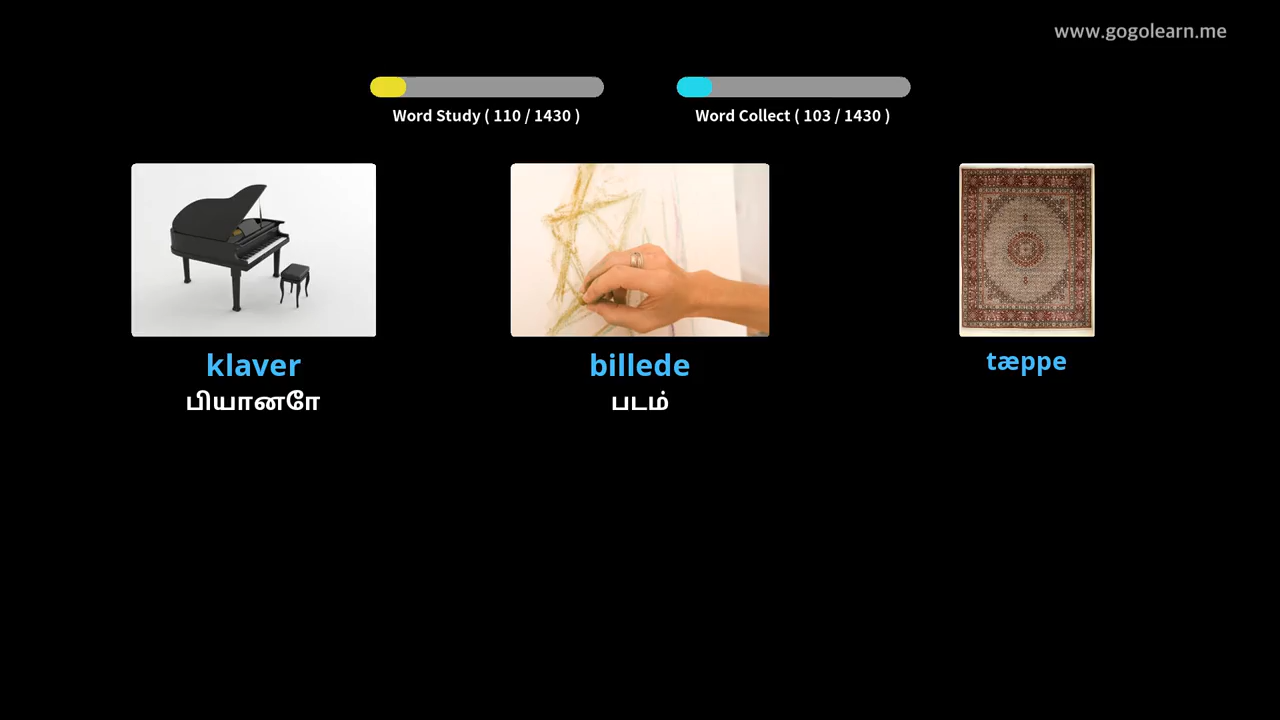 www.gogolearn.me
Word Study ( 110 / 1430 )
Word Collect ( 103 / 1430 )
klaver
billede
tæppe
பியானோ
படம்